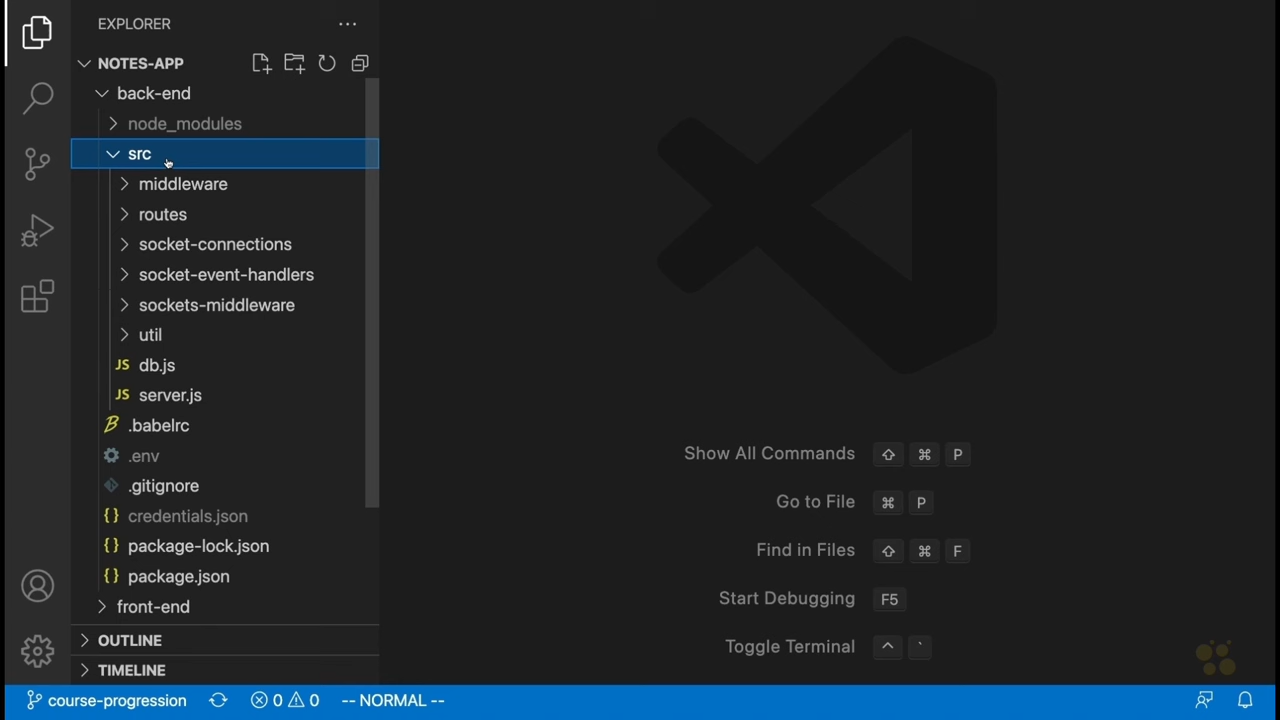 EXPLORER
NOTES-APP
back-end
node_modules
src
middleware
routes
socket-connections
socket-event-handlers
sockets-middleware
util
JS db.js
JS server.js
.babelrc
.env
.gitignore
{} credentials.json
{} package-lock.json
{} package.json
front-end
OUTLINE
TIMELINE
Show All Commands ⇧ ⌘ P
Go to File ⌘ P
Find in Files ⇧ ⌘ F
Start Debugging F5
Toggle Terminal ^ `
course-progression 0 0 -- NORMAL --